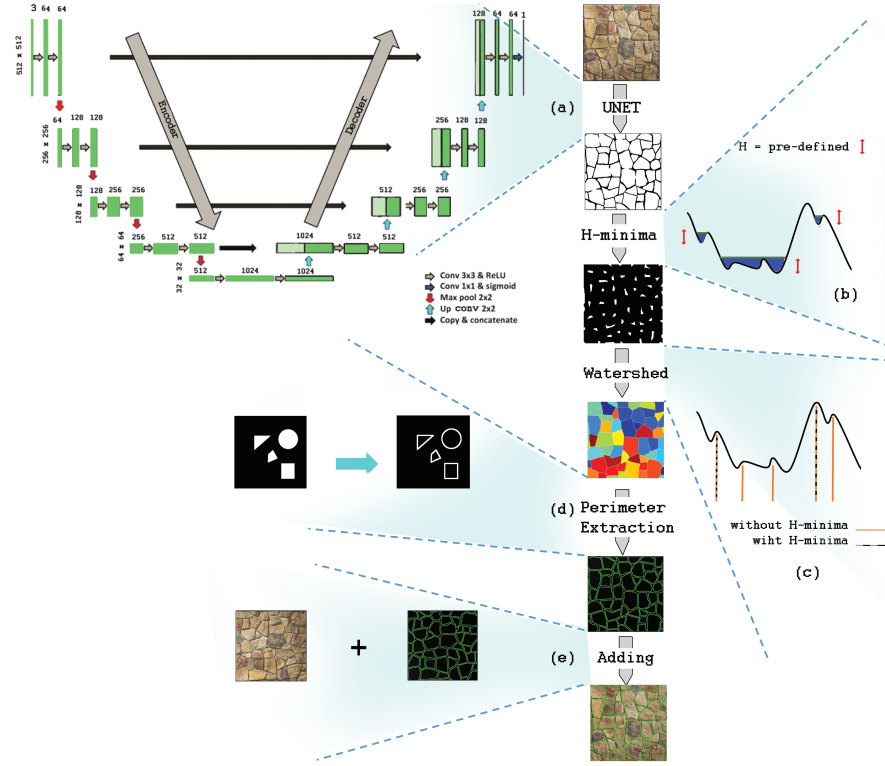 3 64 64
128 64 64 1
512 x 512
Encoder
Decoder
(a)
UNET
64 128 128
256 128 128
256 x 256
H = pre-defined
128 256 256
512 256 256
128 x 128
H-minima
256 512 512
1024 512 512
64 x 64
512 1024 1024
32 x 32
Conv 3x3 & ReLU
Conv 1x1 & sigmoid
Max pool 2x2
Up CONV 2x2
Copy & concatenate
(b)
Watershed
(d)
Perimeter
Extraction
without H-minima
wiht H-minima
(c)
(e)
Adding
+